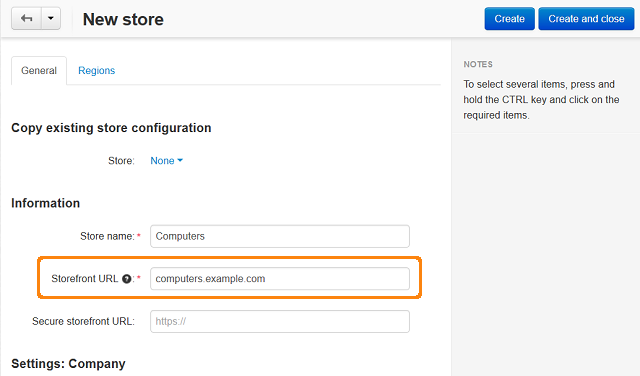 New store
Create
Create and close
General
Regions
Copy existing store configuration
Store: None
Information
Store name: * Computers
Storefront URL ?: * computers.example.com
Secure storefront URL: https://
Settings: Company
NOTES
To select several items, press and
hold the CTRL key and click on the
required items.